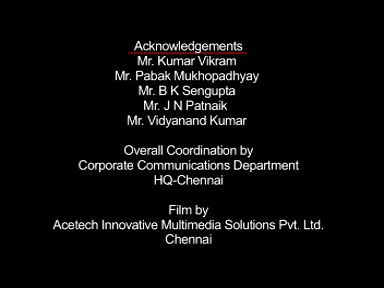 Acknowledgements
Mr. Kumar Vikram
Mr. Pabak Mukhopadhyay
Mr. B K Sengupta
Mr. J N Patnaik
Mr. Vidyanand Kumar
Overall Coordination by
Corporate Communications Department
HQ-Chennai
Film by
Acetech Innovative Multimedia Solutions Pvt. Ltd.
Chennai